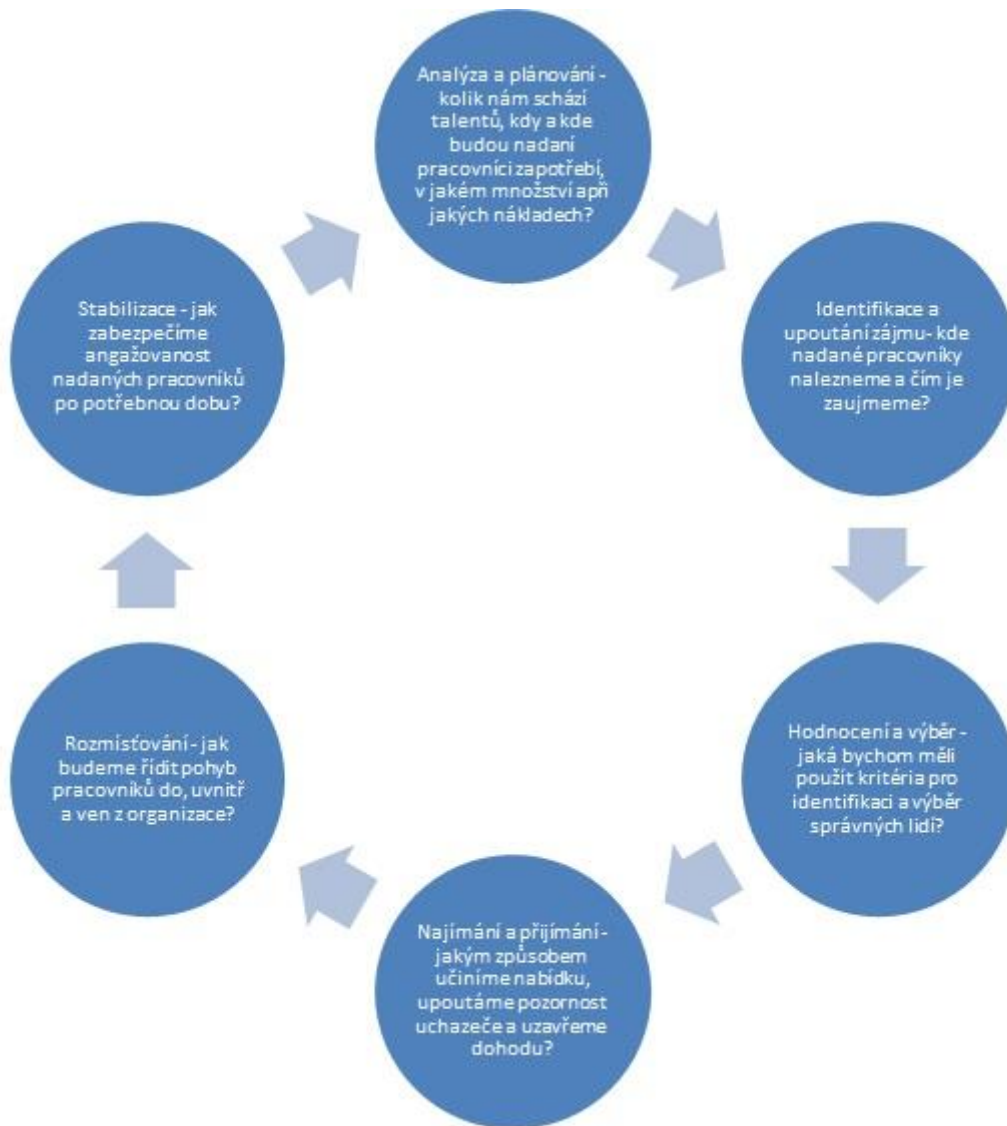 Analýza a plánování -
kolik nám schází
talentů, kdy a kde
budou nadaní
pracovníci zapotřebí,
v jakém množství apři
jakých nákladech?
Identifikace a
upoutání zájmu- kde
nadané pracovníky
nalezneme a čím je
zaujmeme?
Hodnocení a výběr -
jaká bychom měli
použít kritéria pro
identifikaci a výběr
správných lidí?
Najímání a přijímání -
jakým způsobem
učiníme nabídku,
upoutáme pozornost
uchazeče a uzavřeme
dohodu?
Rozmísťování - jak
budeme řídit pohyb
pracovníků do, uvnitř
a ven z organizace?
Stabilizace - jak
zabezpečíme
angažovanost
nadaných pracovníků
po potřebnou dobu?